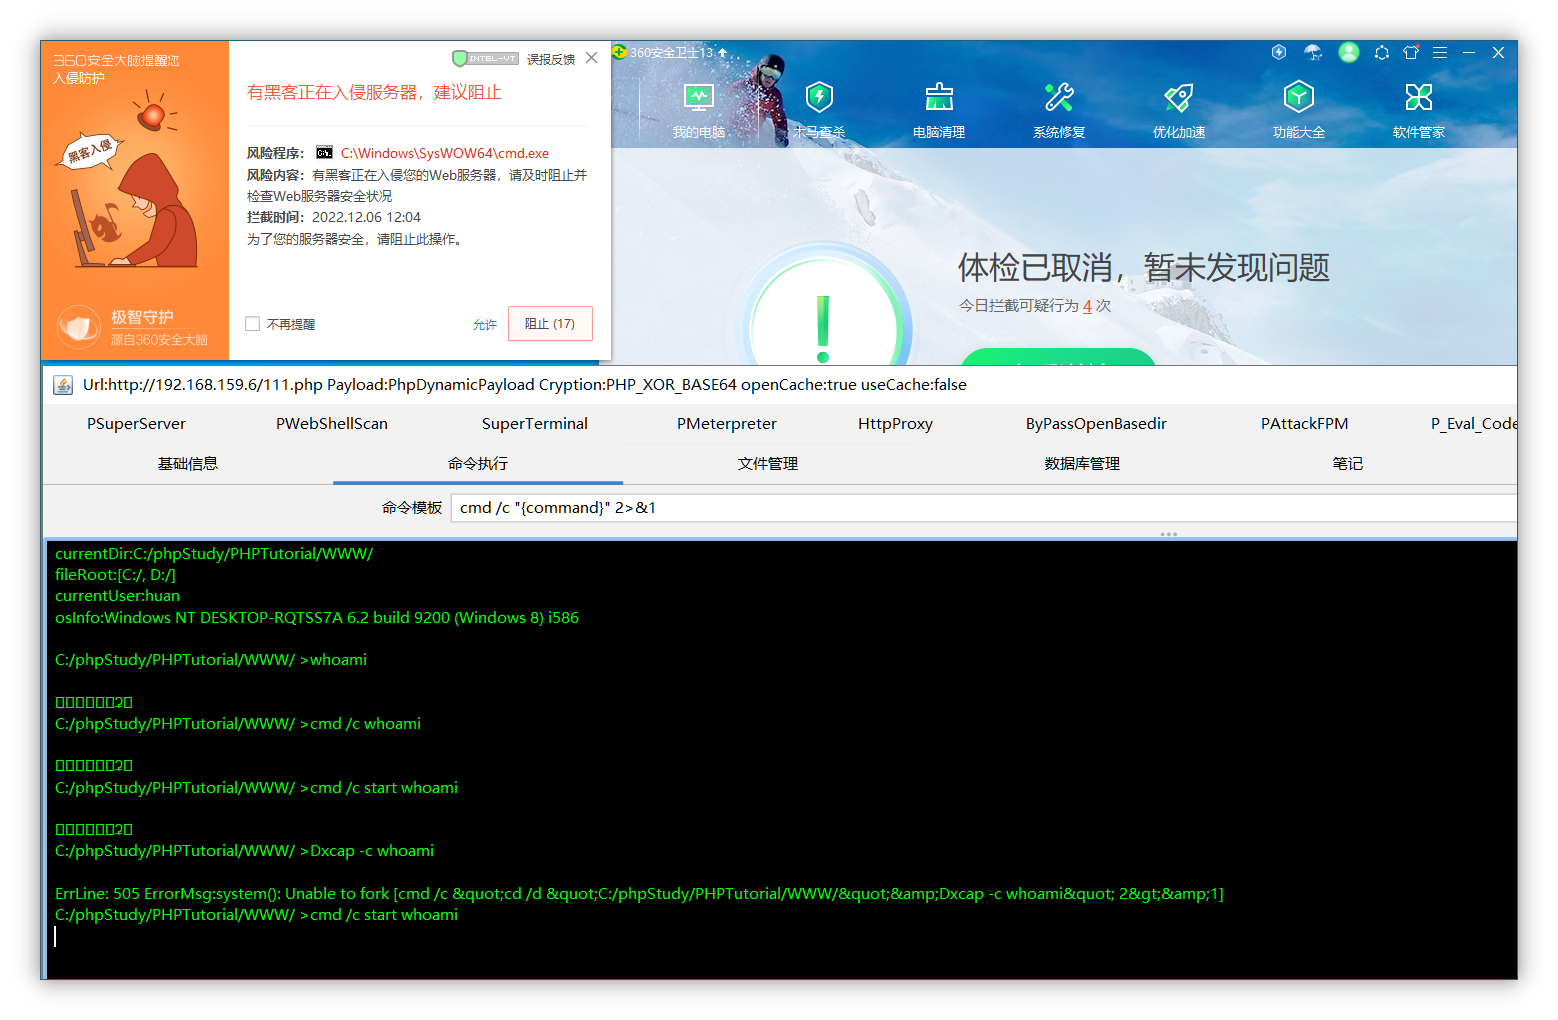 360安全大脑提醒您
入侵防护
黑客入侵
极智守护
源自360安全大脑
INTEL-VT 误报反馈
有黑客正在入侵服务器，建议阻止
风险程序： C:\Windows\SysWOW64\cmd.exe
风险内容：有黑客正在入侵您的Web服务器，请及时阻止并
检查Web服务器安全状况
拦截时间：2022.12.06 12:04
为了您的服务器安全，请阻止此操作。
不再提醒 允许 阻止 (17)
360安全卫士13
我的电脑 木马查杀 电脑清理 系统修复 优化加速 功能大全 软件管家
体检已取消，暂未发现问题
今日拦截可疑行为 4 次
Url:http://192.168.159.6/111.php Payload:PhpDynamicPayload Cryption:PHP_XOR_BASE64 openCache:true useCache:false
PSuperServer PWebShellScan SuperTerminal PMeterpreter HttpProxy ByPassOpenBasedir PAttackFPM P_Eval_Code
基础信息 命令执行 文件管理 数据库管理 笔记
命令模板 cmd /c "{command}" 2>&1
currentDir:C:/phpStudy/PHPTutorial/WWW/
fileRoot:[C:/, D:/]
currentUser:huan
osInfo:Windows NT DESKTOP-RQTSS7A 6.2 build 9200 (Windows 8) i586
C:/phpStudy/PHPTutorial/WWW/ >whoami
C:/phpStudy/PHPTutorial/WWW/ >cmd /c whoami
C:/phpStudy/PHPTutorial/WWW/ >cmd /c start whoami
C:/phpStudy/PHPTutorial/WWW/ >Dxcap -c whoami
ErrLine: 505 ErrorMsg:system(): Unable to fork [cmd /c &quot;cd /d &quot;C:/phpStudy/PHPTutorial/WWW/&quot;&amp;Dxcap -c whoami&quot; 2&gt;&amp;1]
C:/phpStudy/PHPTutorial/WWW/ >cmd /c start whoami